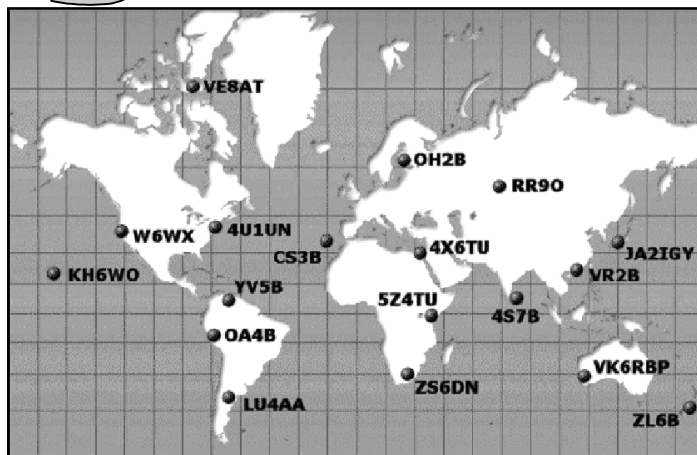 VE8AT
OH2B
RR9O
4U1UN
W6WX
CS3B
4X6TU
JA2IGY
KH6WO
VR2B
YV5B
5Z4TU
4S7B
OA4B
VK6RBP
ZS6DN
LU4AA
ZL6B